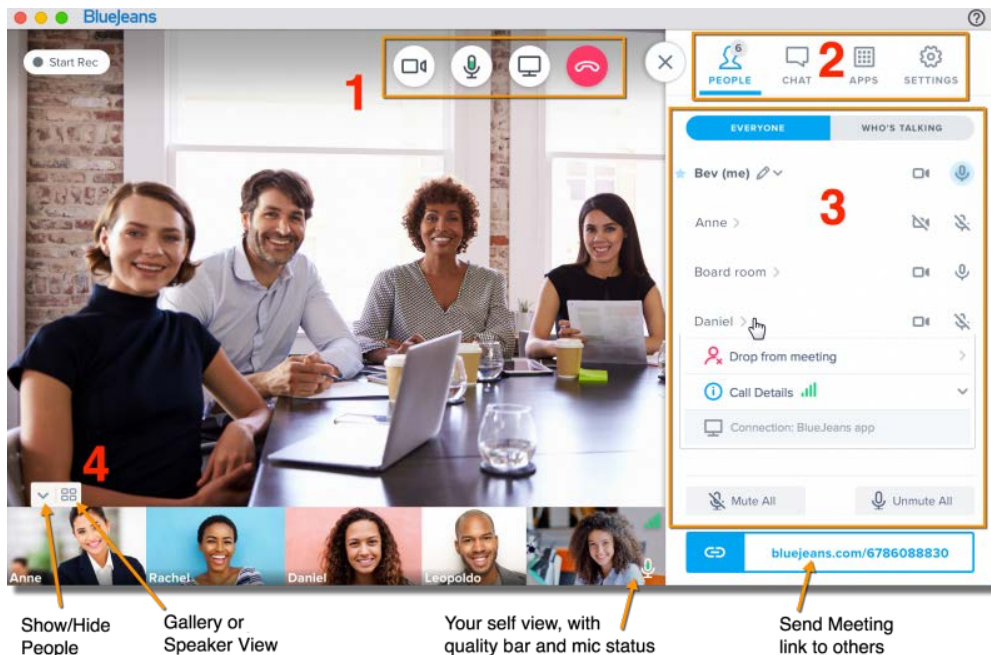 BlueJeans
Start Rec
1
6
PEOPLE
CHAT
2
APPS
SETTINGS
EVERYONE
WHO'S TALKING
Bev (me)
3
Anne
Board room
Daniel
Drop from meeting
Call Details
Connection: BlueJeans app
Mute All
Unmute All
bluejeans.com/6786088830
4
Anne
Rachel
Daniel
Leopoldo
Show/Hide
People
Gallery or
Speaker View
Your self view, with
quality bar and mic status
Send Meeting
link to others